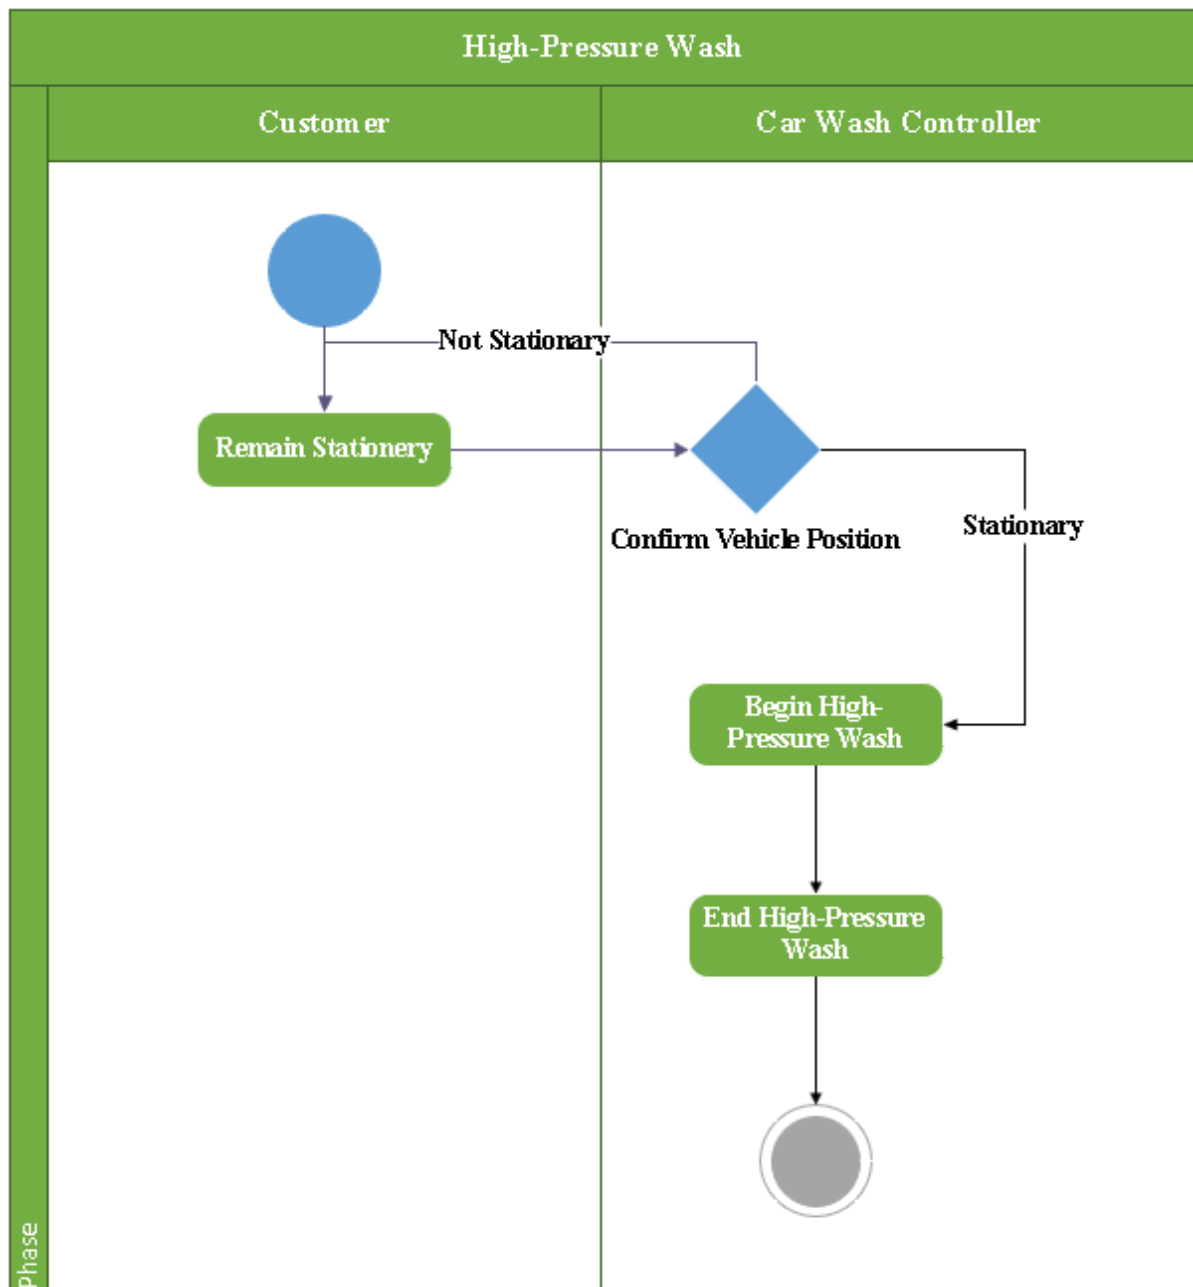 High-Pressure Wash
Customer
Car Wash Controller
Not Stationary
Remain Stationery
Confirm Vehicle Position
Stationary
Begin High-
Pressure Wash
End High-Pressure
Wash
Phase